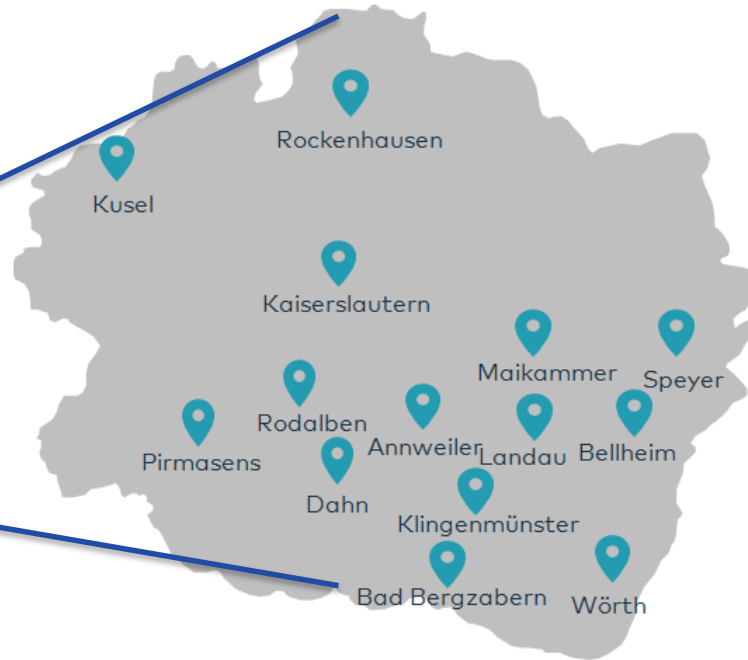 Rockenhausen
Kusel
Kaiserslautern
Maikammer
Speyer
Rodalben
Annweiler
Landau
Bellheim
Pirmasens
Dahn
Klingenmünster
Bad Bergzabern
Wörth